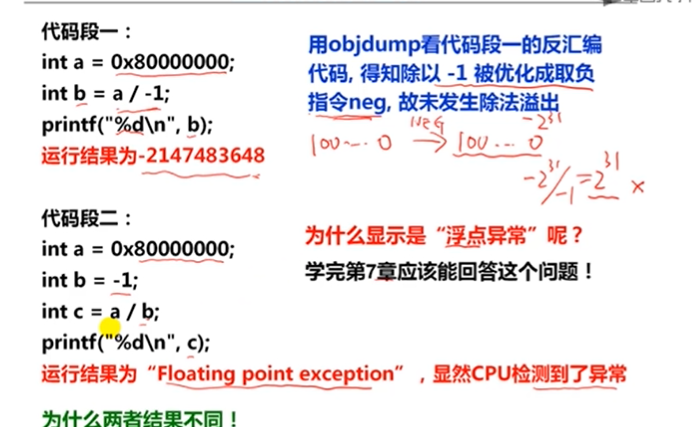 代码段一：
int a = 0x80000000;
int b = a / -1;
printf("%d\n", b);
运行结果为-2147483648
用objdump看代码段一的反汇编
代码, 得知除以 -1 被优化成取负
指令neg, 故未发生除法溢出
100... 0 NEG → 100... 0 -2^31
-2^31/-1=2^31 ×
代码段二：
int a = 0x80000000;
int b = -1;
int c = a / b;
printf("%d\n", c);
运行结果为“Floating point exception”，显然CPU检测到了异常
为什么显示是“浮点异常”呢？
学完第7章应该能回答这个问题！
为什么两者结果不同！